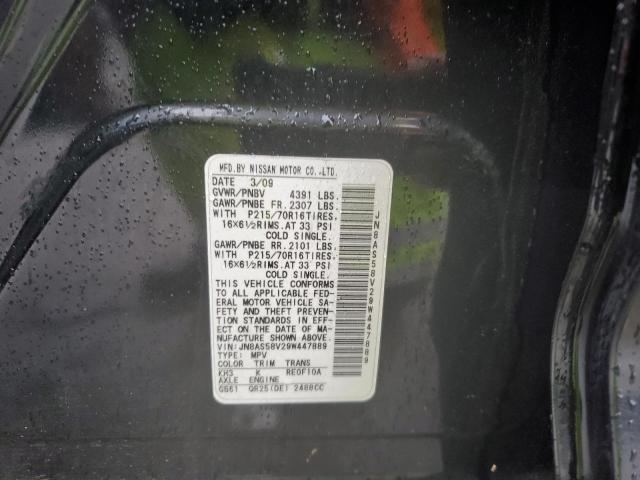 MFD.BY NISSAN MOTOR CO.,LTD.
DATE 3/09
GVWR/PNBV 4391 LBS.
GAWR/PNBE FR. 2307 LBS.
WITH P215/70R16TIRES.
16X6½RIMS.AT 33 PSI
COLD SINGLE.
GAWR/PNBE RR. 2101 LBS.
WITH P215/70R16TIRES.
16X6½RIMS.AT 33 PSI
COLD SINGLE.
THIS VEHICLE CONFORMS
TO ALL APPLICABLE FED-
ERAL MOTOR VEHICLE SA-
FETY AND THEFT PREVEN-
TION STANDARDS IN EFF-
ECT ON THE DATE OF MA-
NUFACTURE SHOWN ABOVE.
VIN: JN8AS58V29W447889
TYPE: MPV
COLOR TRIM TRANS
KH3 K RE0F10A
AXLE ENGINE
GB61 QR25(DE) 2488CC
JN8AS58V29W447889